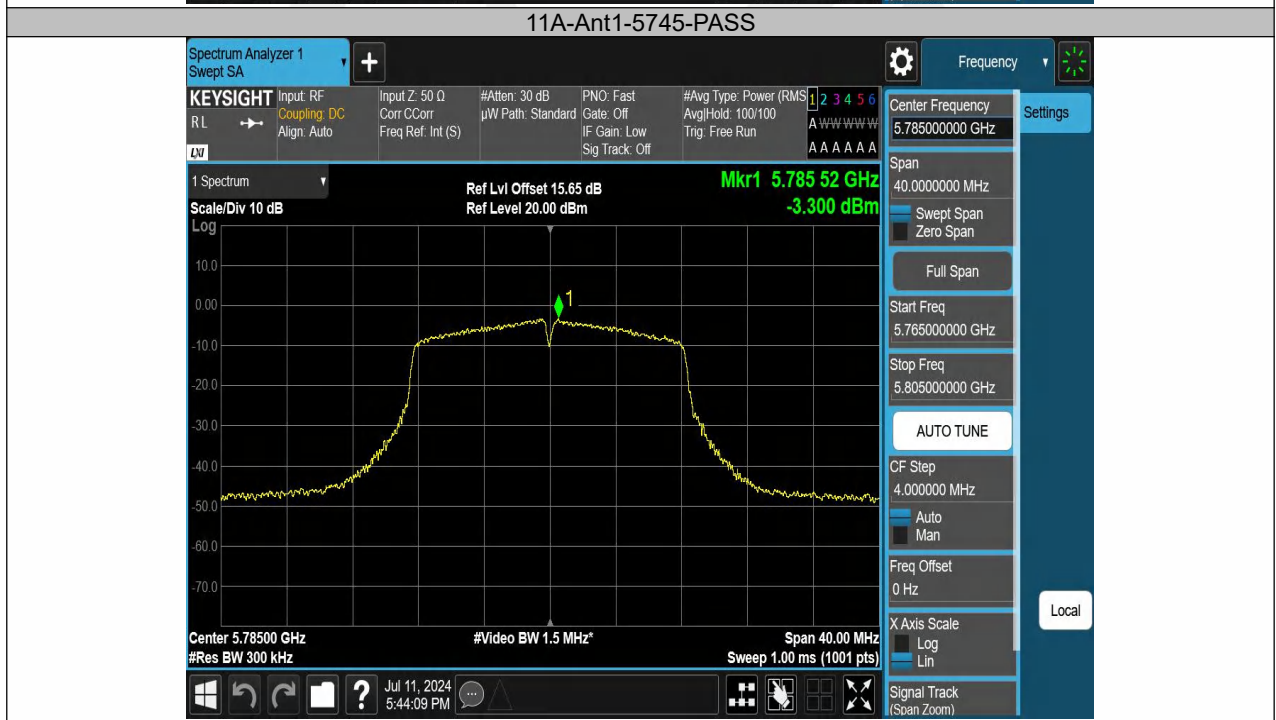 11A-Ant1-5745-PASS
Spectrum Analyzer 1
Swept SA
Frequency
KEYSIGHT
R L
LXI
Input: RF
Coupling: DC
Align: Auto
Input Z: 50 Ω
Corr CCorr
Freq Ref: Int (S)
#Atten: 30 dB
µW Path: Standard
PNO: Fast
Gate: Off
IF Gain: Low
Sig Track: Off
#Avg Type: Power (RMS
Avg|Hold: 100/100
Trig: Free Run
1 2 3 4 5 6
A W W W W W
A A A A A A
1 Spectrum
Scale/Div 10 dB
Log
Ref Lvl Offset 15.65 dB
Ref Level 20.00 dBm
Mkr1 5.785 52 GHz
-3.300 dBm
10.0
0.00
-10.0
-20.0
-30.0
-40.0
-50.0
-60.0
-70.0
1
Center 5.78500 GHz
#Res BW 300 kHz
#Video BW 1.5 MHz*
Span 40.00 MHz
Sweep 1.00 ms (1001 pts)
Center Frequency
5.785000000 GHz
Settings
Span
40.0000000 MHz
Swept Span
Zero Span
Full Span
Start Freq
5.765000000 GHz
Stop Freq
5.805000000 GHz
AUTO TUNE
CF Step
4.000000 MHz
Auto
Man
Freq Offset
0 Hz
X Axis Scale
Log
Lin
Local
Signal Track
(Span Zoom)
?
Jul 11, 2024
5:44:09 PM